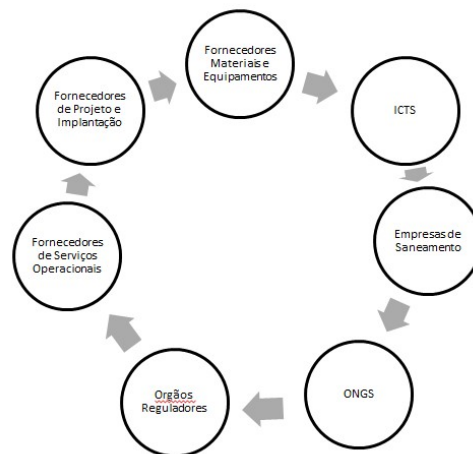 Fornecedores
Materiais e
Equipamentos
ICTS
Empresas de
Saneamento
ONGS
Orgãos
Reguladores
Fornecedores
de Serviços
Operacionais
Fornecedores
de Projeto e
Implantação